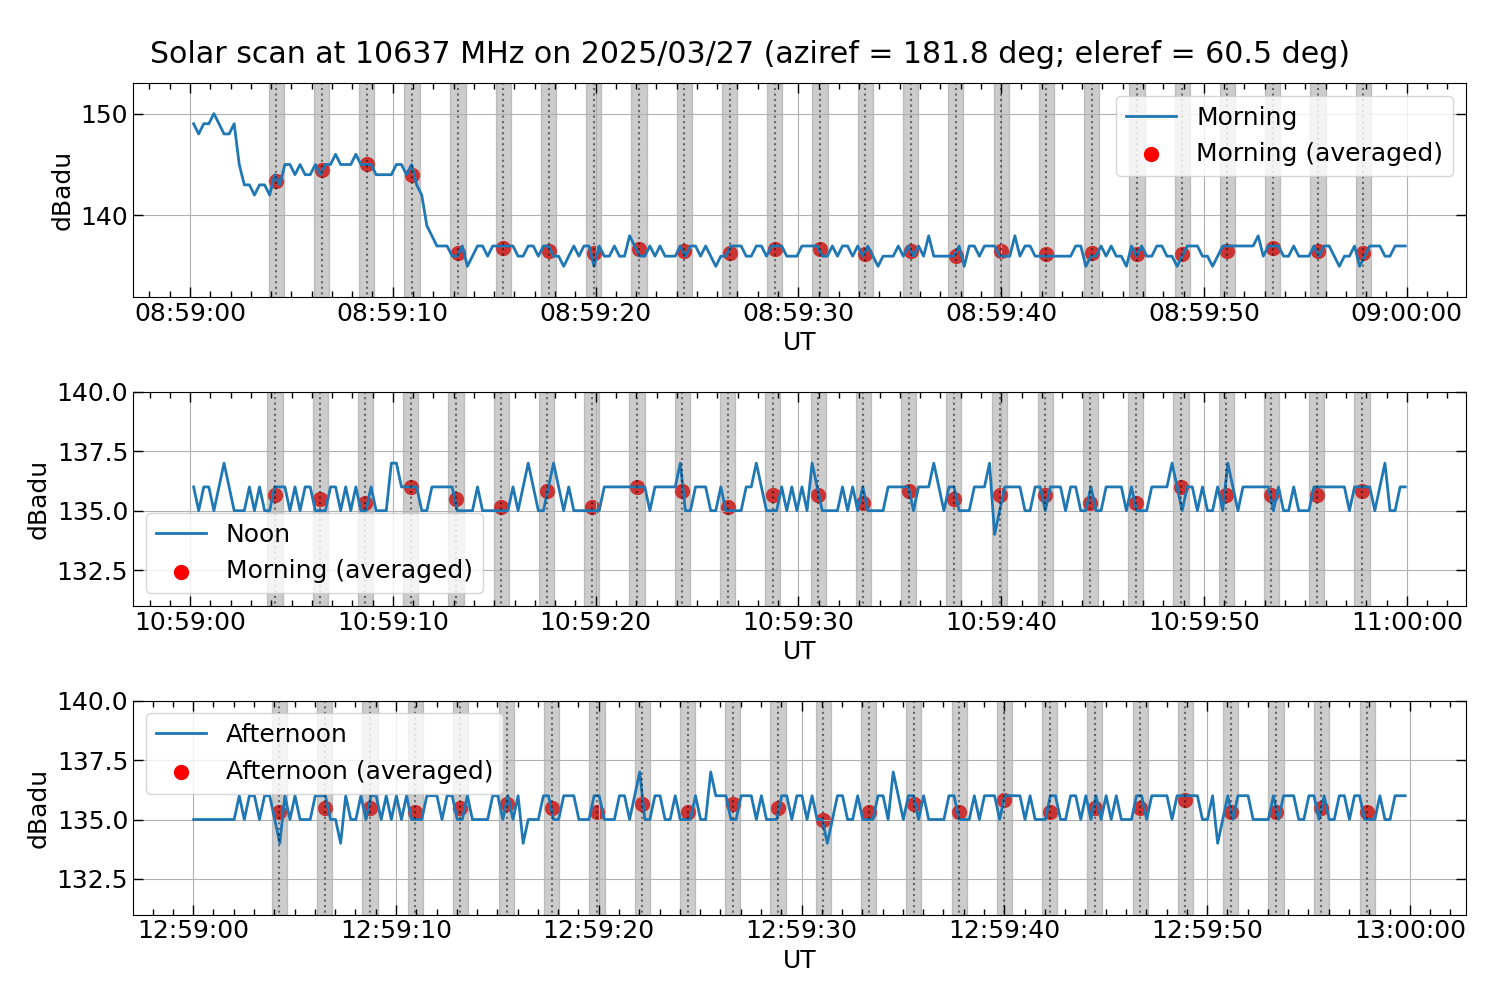 Solar scan at 10637 MHz on 2025/03/27 (aziref = 181.8 deg; eleref = 60.5 deg)
150
140
dBadu
Morning
Morning (averaged)
08:59:00 08:59:10 08:59:20 08:59:30 08:59:40 08:59:50 09:00:00
UT
140.0
137.5
135.0
132.5
dBadu
Noon
Morning (averaged)
10:59:00 10:59:10 10:59:20 10:59:30 10:59:40 10:59:50 11:00:00
UT
140.0
137.5
135.0
132.5
dBadu
Afternoon
Afternoon (averaged)
12:59:00 12:59:10 12:59:20 12:59:30 12:59:40 12:59:50 13:00:00
UT